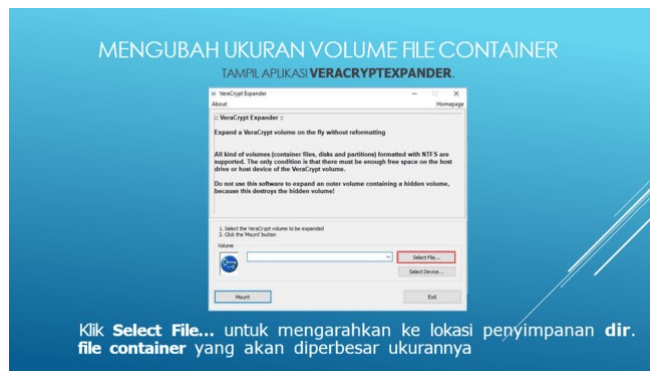 MENGUBAH UKURAN VOLUME FILE CONTAINER
TAMPIL APLIKASI VERACRYPTEXPANDER.
VeraCrypt Expander
About
Homepage
:: VeraCrypt Expander ::
Expand a VeraCrypt volume on the fly without reformatting
All kind of volumes (container files, disks and partitions) formatted with NTFS are
supported. The only condition is that there must be enough free space on the host
drive or host device of the VeraCrypt volume.
Do not use this software to expand an outer volume containing a hidden volume,
because this destroys the hidden volume!
1. Select the VeraCrypt volume to be expanded
2. Click the 'Mount' button
Volume
Select File...
Select Device...
Mount
Exit
Klik Select File... untuk mengarahkan ke lokasi penyimpanan dir.
file container yang akan diperbesar ukurannya